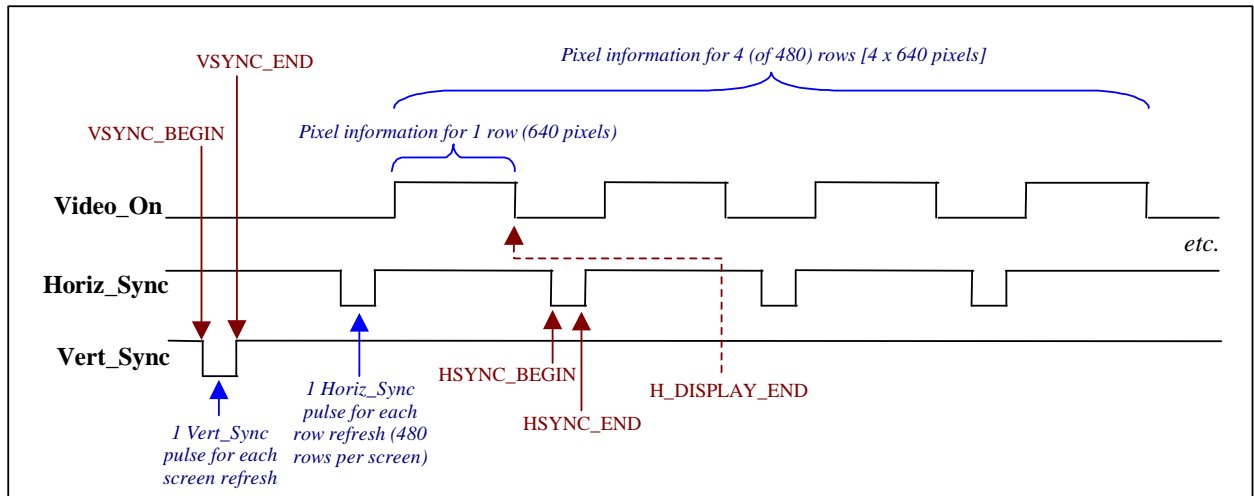 Pixel information for 4 (of 480) rows [4 x 640 pixels]
VSYNC_END
VSYNC_BEGIN
Pixel information for 1 row (640 pixels)
Video_On
etc.
Horiz_Sync
Vert_Sync
HSYNC_BEGIN
H_DISPLAY_END
HSYNC_END
1 Vert_Sync
pulse for each
screen refresh
1 Horiz_Sync
pulse for each
row refresh (480
rows per screen)